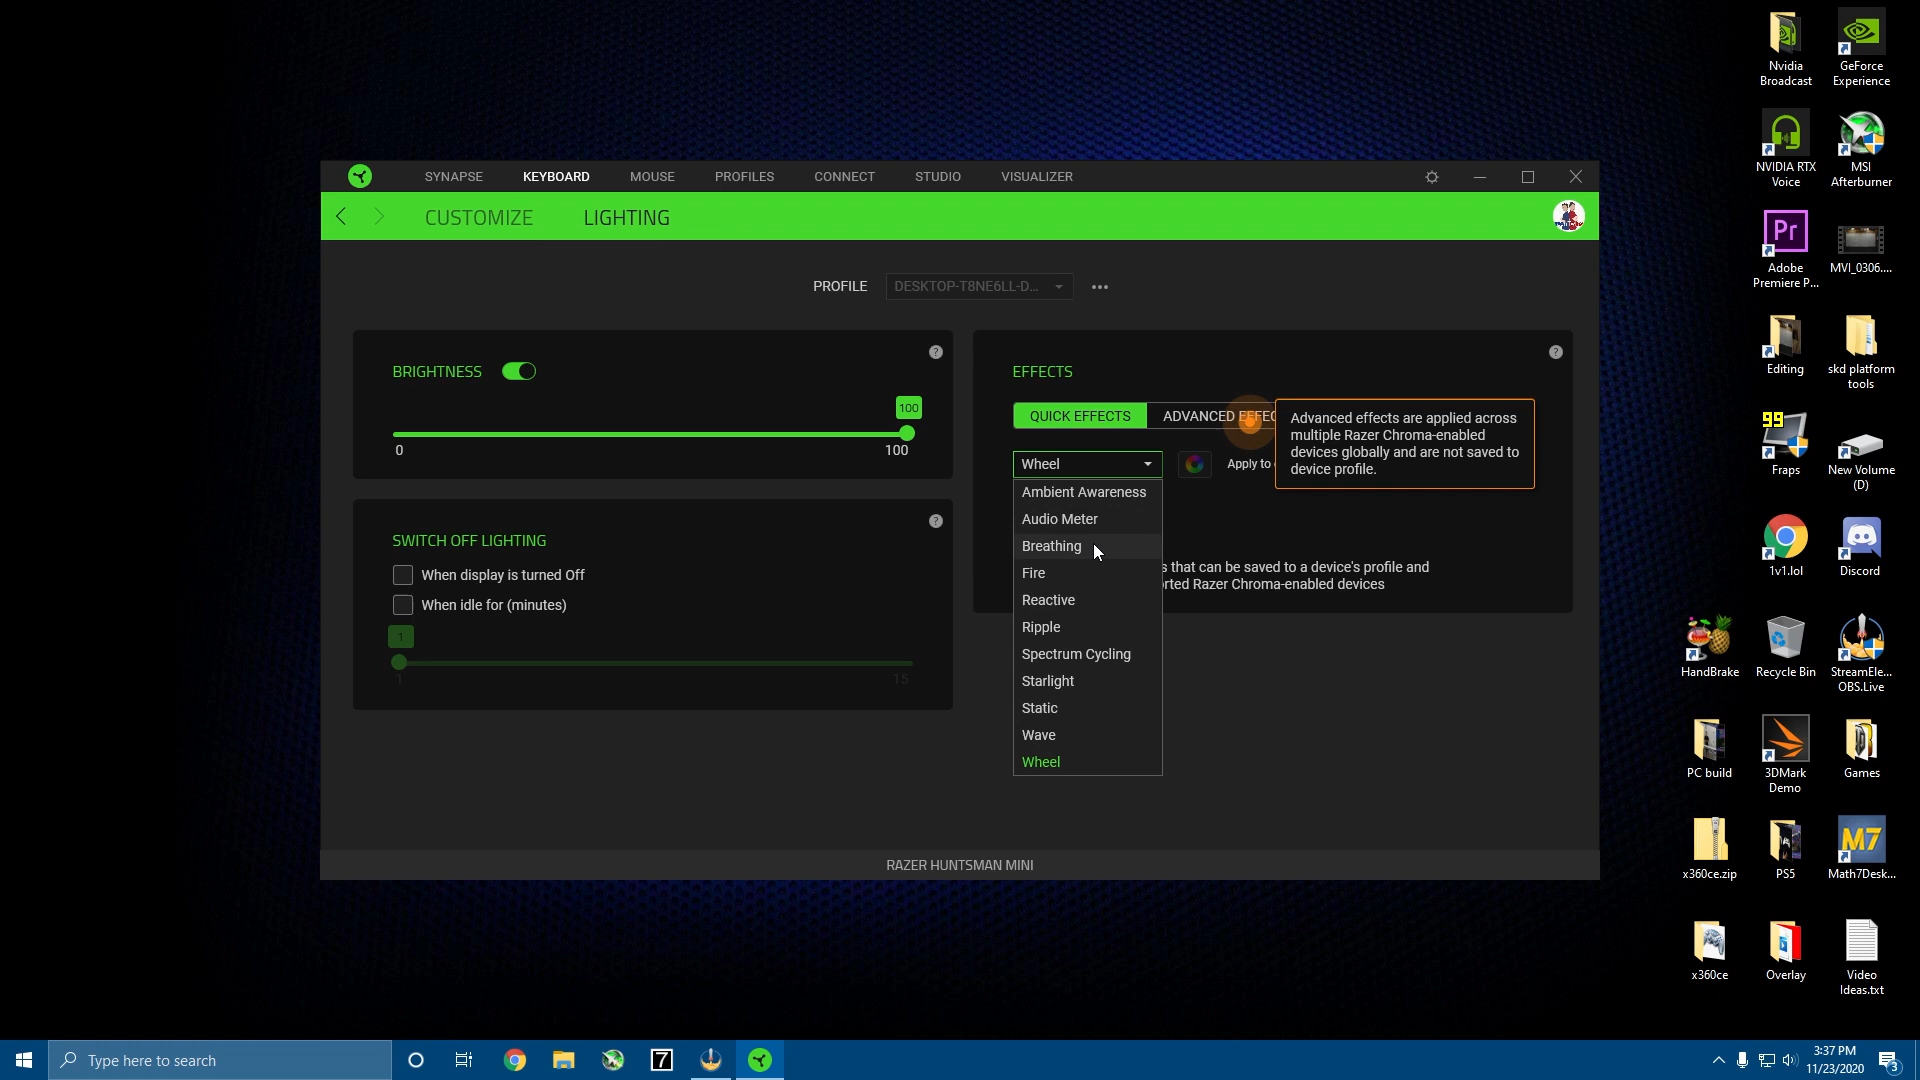 SYNAPSE
KEYBOARD
MOUSE
PROFILES
CONNECT
STUDIO
VISUALIZER
CUSTOMIZE
LIGHTING
PROFILE
DESKTOP-T8NE6LL-D...
BRIGHTNESS
?
100
0
100
SWITCH OFF LIGHTING
?
When display is turned Off
When idle for (minutes)
1
1
15
EFFECTS
?
QUICK EFFECTS
ADVANCED EFFEC
Advanced effects are applied across
multiple Razer Chroma-enabled
devices globally and are not saved to
device profile.
Wheel
Apply to
Ambient Awareness
Audio Meter
Breathing
Fire
Reactive
Ripple
Spectrum Cycling
Starlight
Static
Wave
Wheel
s that can be saved to a device's profile and
rted Razer Chroma-enabled devices
RAZER HUNTSMAN MINI
Nvidia
Broadcast
GeForce
Experience
NVIDIA RTX
Voice
MSI
Afterburner
Pr
Adobe
Premiere P...
MVI_0306....
Editing
skd platform
tools
99
Fraps
New Volume
(D)
1v1.lol
Discord
HandBrake
Recycle Bin
StreamEle...
OBS.Live
PC build
3DMark
Demo
Games
x360ce.zip
PS5
M7
Math7Desk...
x360ce
Overlay
Video
Ideas.txt
Type here to search
7
3:37 PM
11/23/2020
3